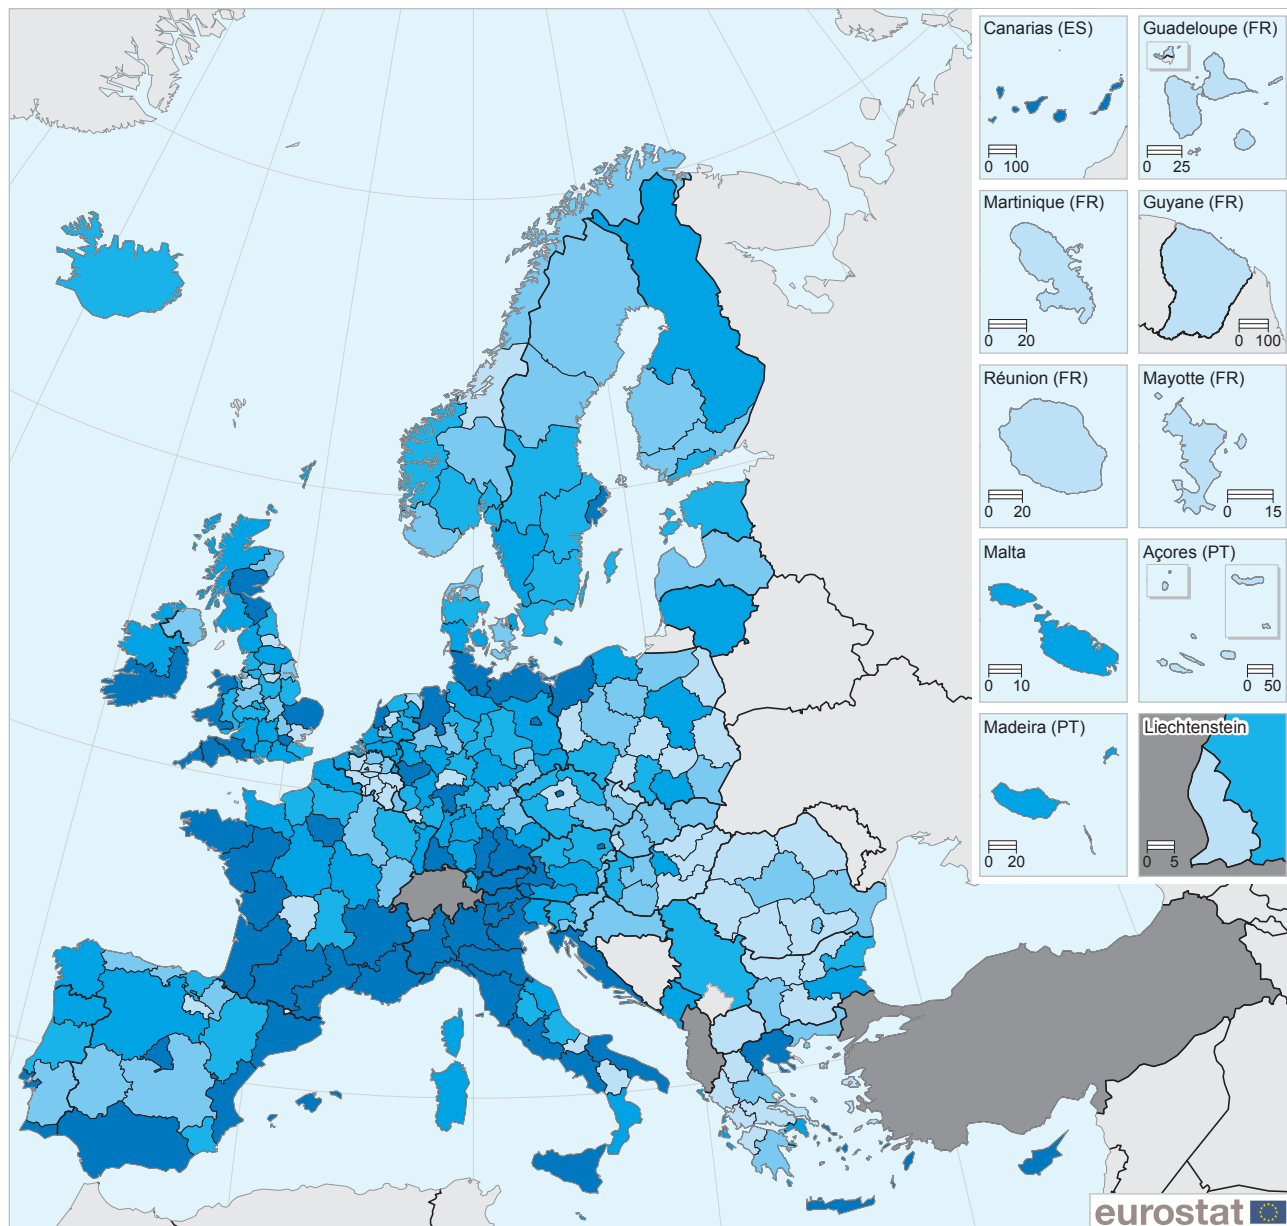 Canarias (ES)
0 100
Guadeloupe (FR)
0 25
Martinique (FR)
0 20
Guyane (FR)
0 100
Réunion (FR)
0 20
Mayotte (FR)
0 15
Malta
0 10
Açores (PT)
0 50
Madeira (PT)
0 20
Liechtenstein
0 5
eurostat